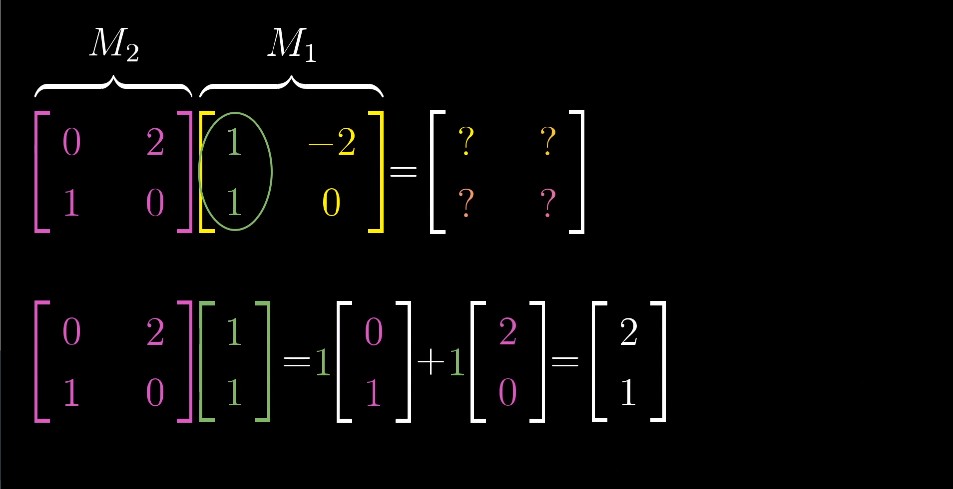 M₂ M₁
[0 2; 1 0] [1 −2; 1 0] = [? ?; ? ?]
[0 2; 1 0] [1; 1] = 1 [0; 1] + 1 [2; 0] = [2; 1]